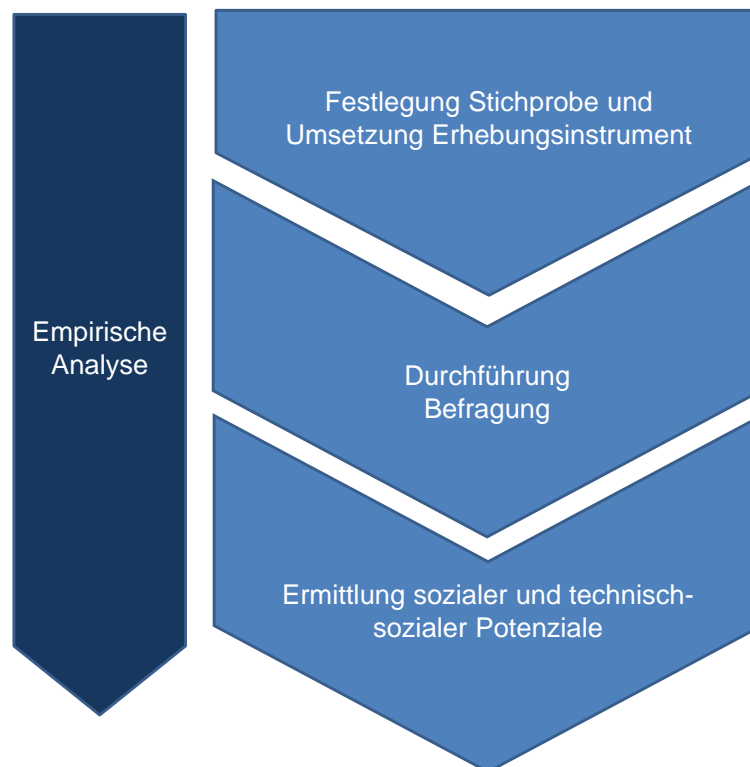 Festlegung Stichprobe und
Umsetzung Erhebungsinstrument
Empirische
Analyse
Durchführung
Befragung
Ermittlung sozialer und technisch-
sozialer Potenziale